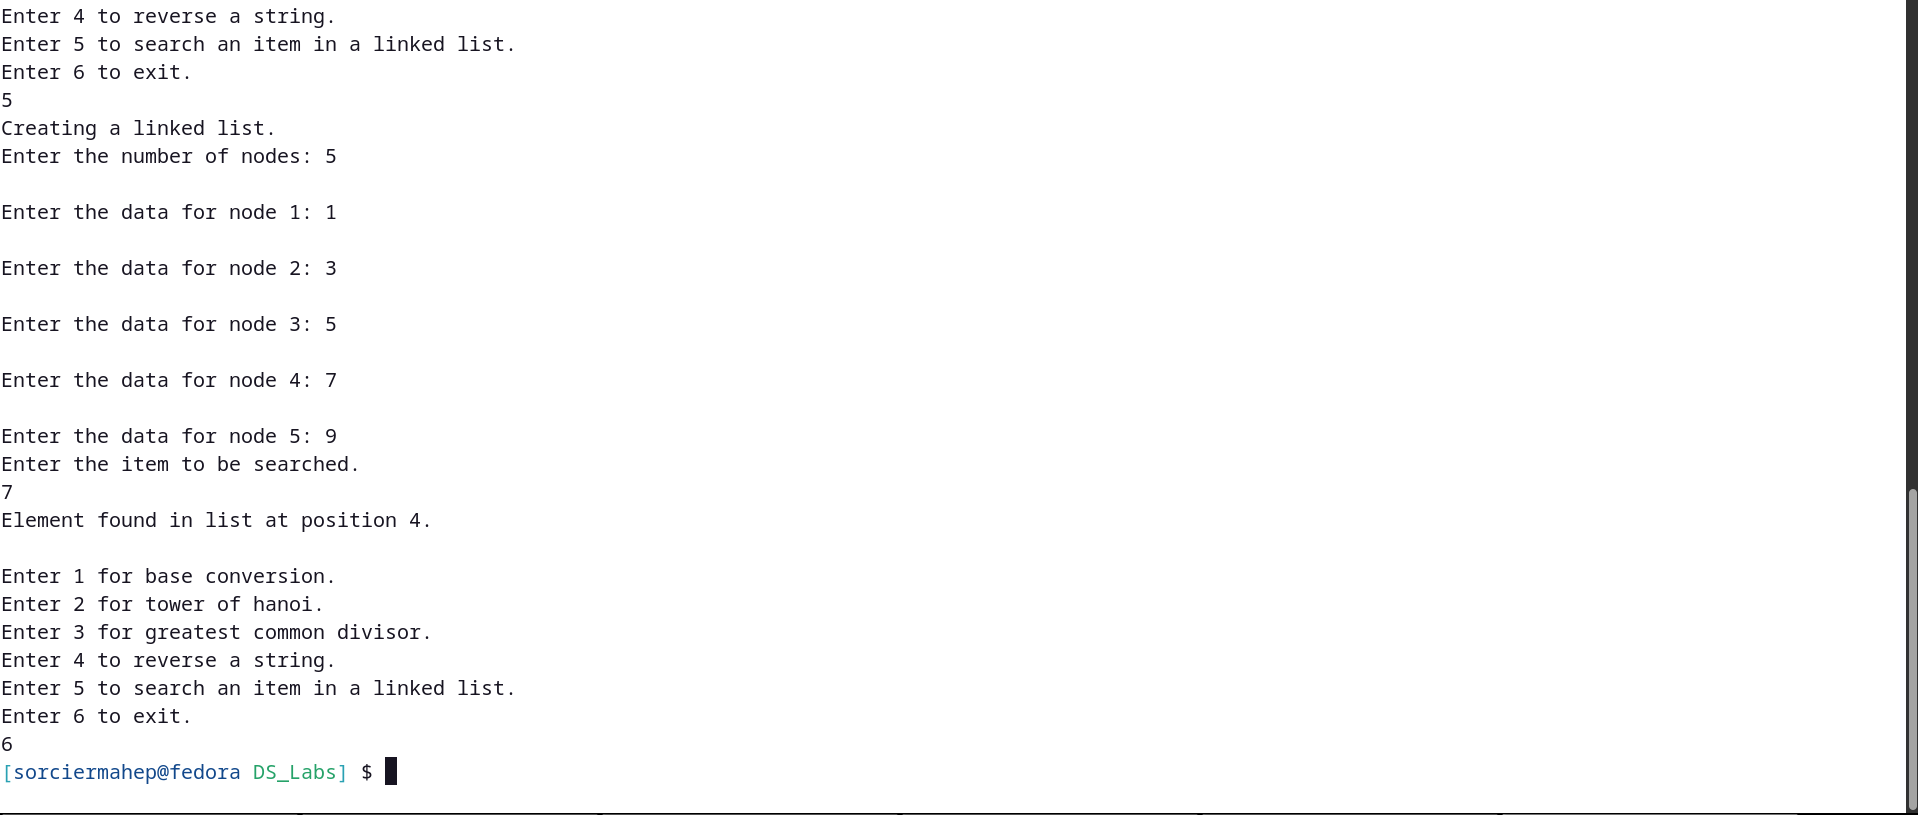 Enter 4 to reverse a string.
Enter 5 to search an item in a linked list.
Enter 6 to exit.
5
Creating a linked list.
Enter the number of nodes: 5
Enter the data for node 1: 1
Enter the data for node 2: 3
Enter the data for node 3: 5
Enter the data for node 4: 7
Enter the data for node 5: 9
Enter the item to be searched.
7
Element found in list at position 4.
Enter 1 for base conversion.
Enter 2 for tower of hanoi.
Enter 3 for greatest common divisor.
Enter 4 to reverse a string.
Enter 5 to search an item in a linked list.
Enter 6 to exit.
6
[sorciermahep@fedora DS_Labs] $